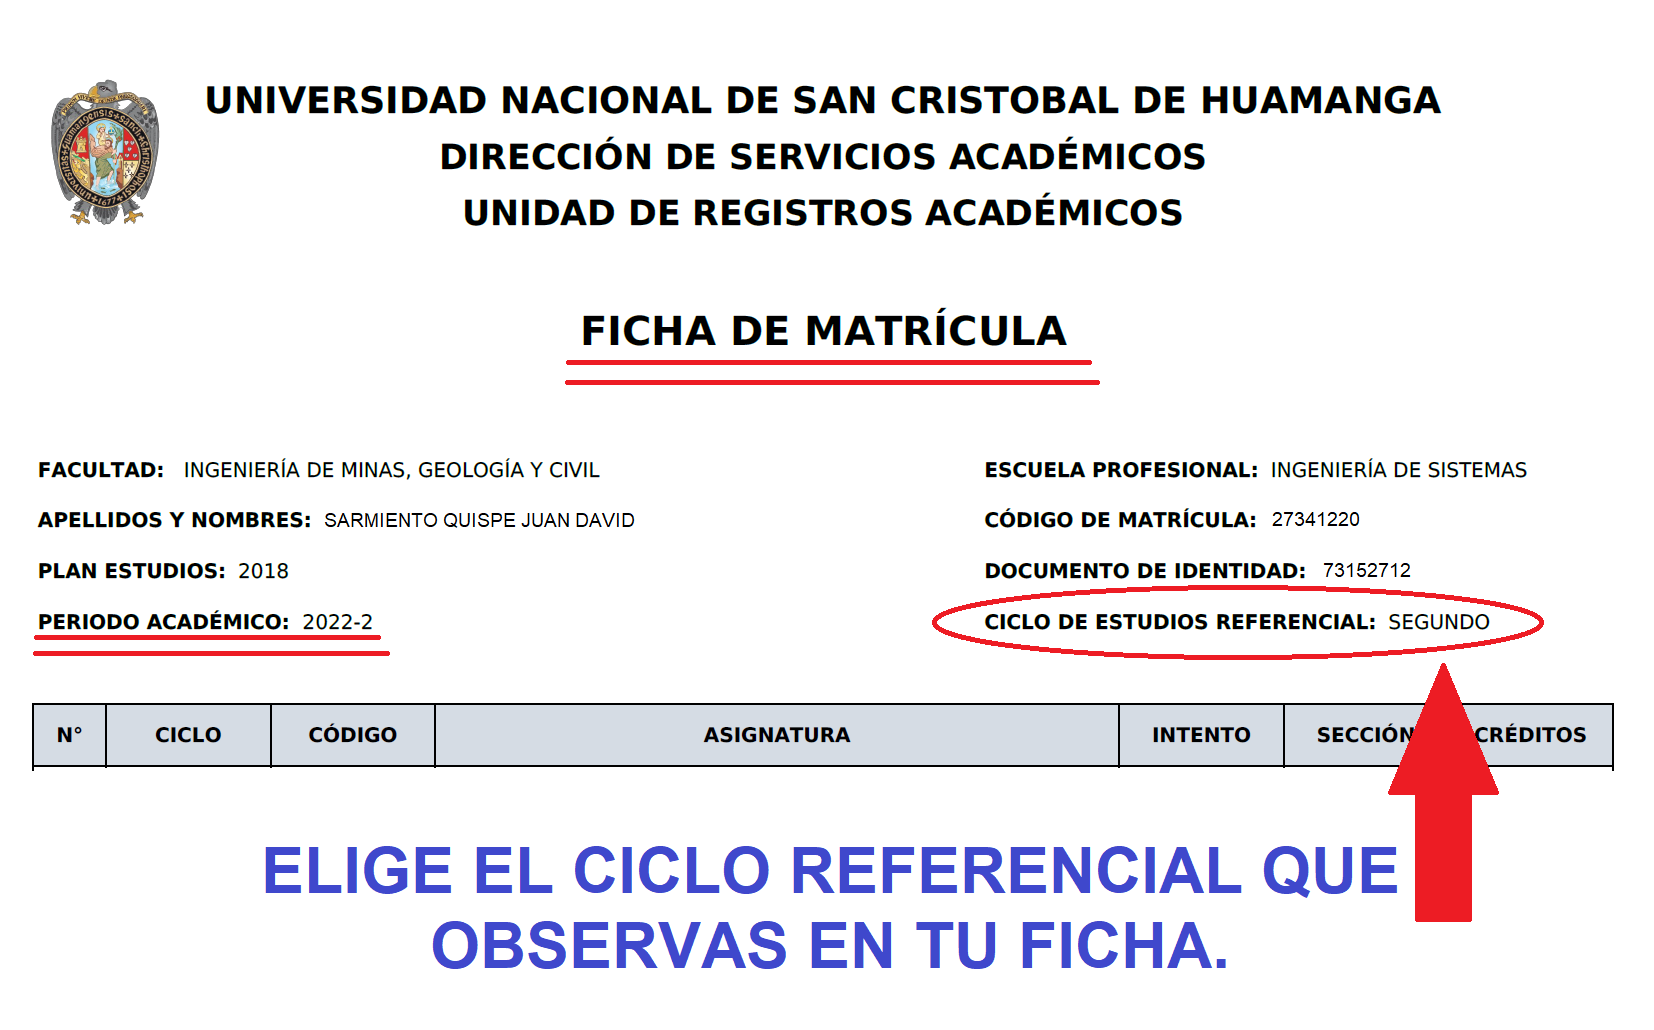 UNIVERSIDAD NACIONAL DE SAN CRISTOBAL DE HUAMANGA
DIRECCIÓN DE SERVICIOS ACADÉMICOS
UNIDAD DE REGISTROS ACADÉMICOS
FICHA DE MATRÍCULA
FACULTAD: INGENIERÍA DE MINAS, GEOLOGÍA Y CIVIL
ESCUELA PROFESIONAL: INGENIERÍA DE SISTEMAS
APELLIDOS Y NOMBRES: SARMIENTO QUISPE JUAN DAVID
CÓDIGO DE MATRÍCULA: 27341220
PLAN ESTUDIOS: 2018
DOCUMENTO DE IDENTIDAD: 73152712
PERIODO ACADÉMICO: 2022-2
CICLO DE ESTUDIOS REFERENCIAL: SEGUNDO
N° CICLO CÓDIGO ASIGNATURA INTENTO SECCIÓN CRÉDITOS
ELIGE EL CICLO REFERENCIAL QUE
OBSERVAS EN TU FICHA.